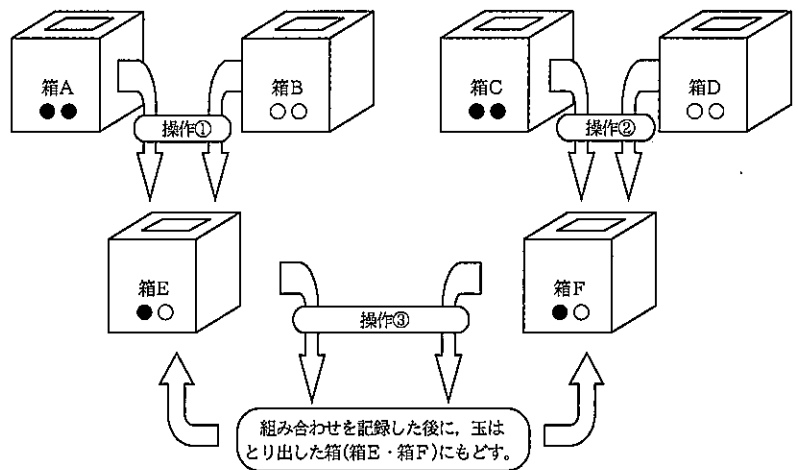 箱A
箱B
箱C
箱D
操作①
操作②
箱E
箱F
操作③
組み合わせを記録した後に，玉は
とり出した箱(箱E・箱F)にもどす。